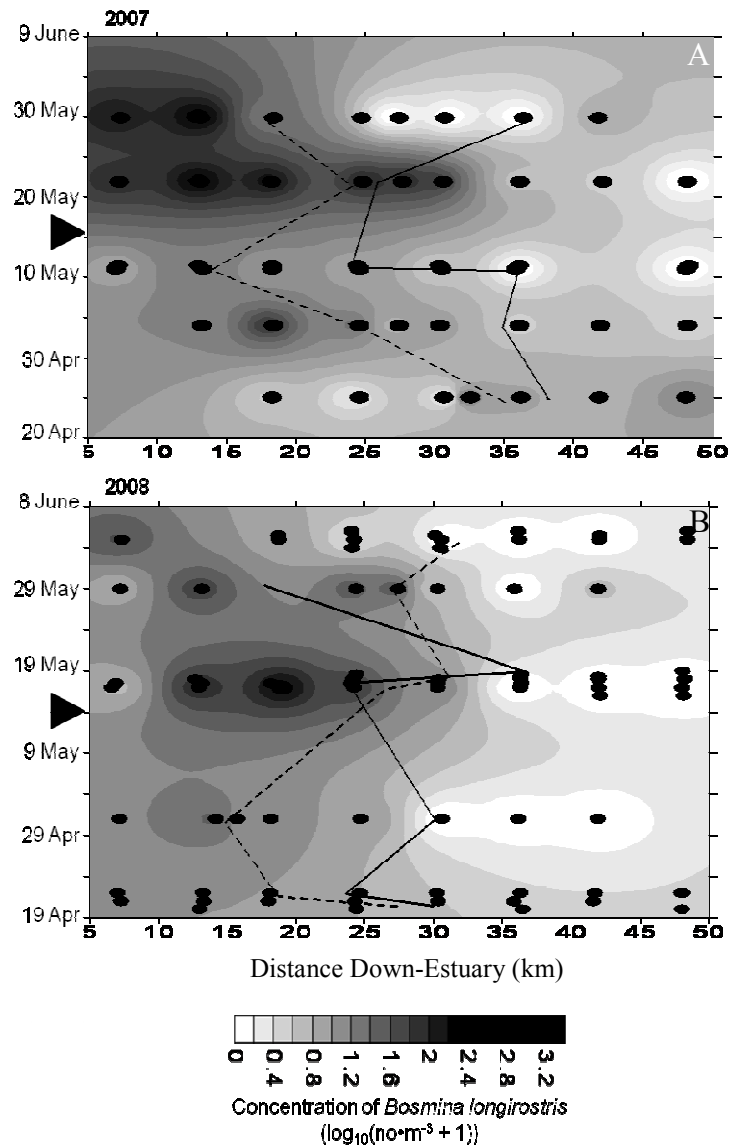 2007
A
9 June
30 May
20 May
10 May
30 Apr
20 Apr
5 10 15 20 25 30 35 40 45 50
2008
B
8 June
29 May
19 May
9 May
29 Apr
19 Apr
5 10 15 20 25 30 35 40 45 50
Distance Down-Estuary (km)
0 0.4 0.8 1.2 1.6 2 2.4 2.8 3.2
Concentration of Bosmina longirostris
(log₁₀(no•m⁻³ + 1))